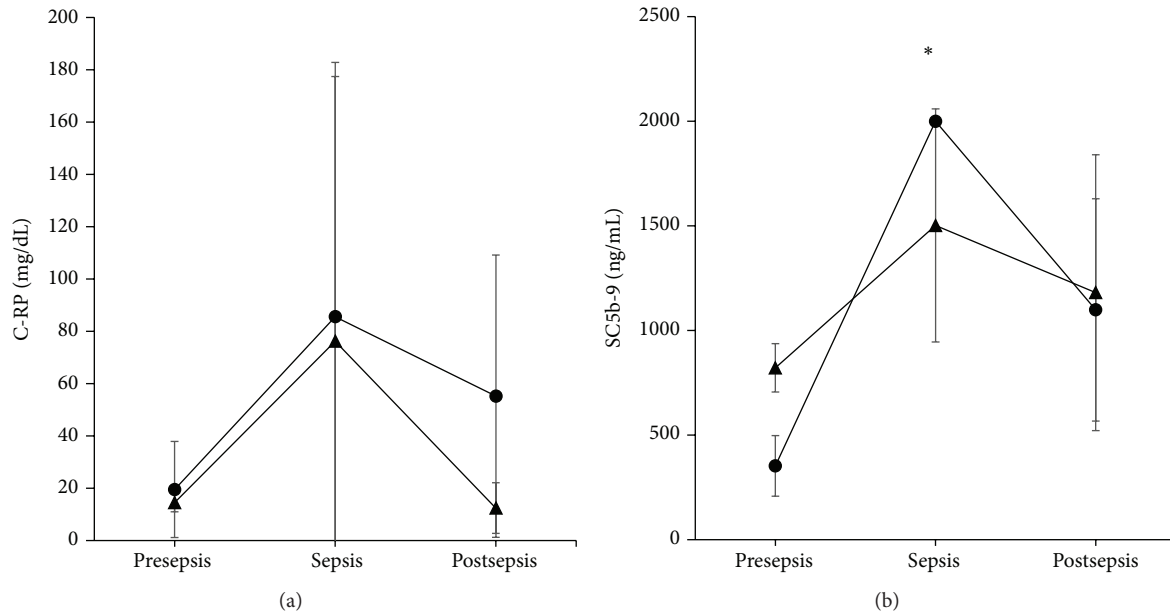 200
180
160
140
120
100
80
60
40
20
0
C-RP (mg/dL)
Presepsis
Sepsis
Postsepsis
(a)
2500
2000
1500
1000
500
0
SC5b-9 (ng/mL)
*
Presepsis
Sepsis
Postsepsis
(b)